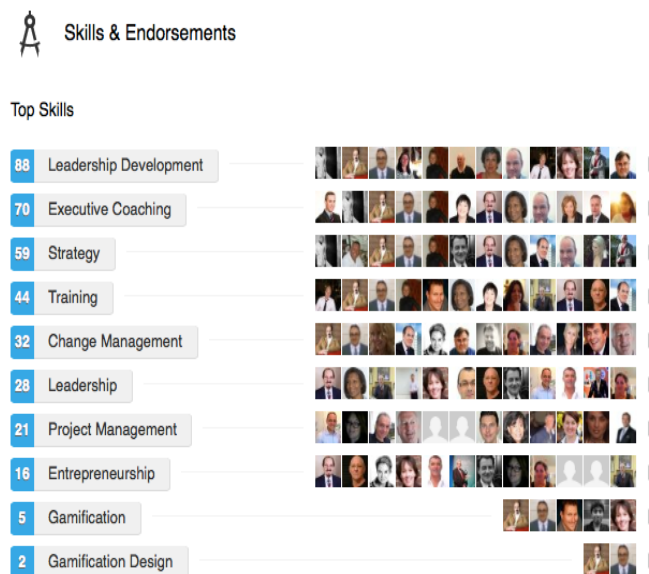 Skills & Endorsements
Top Skills
88 Leadership Development
70 Executive Coaching
59 Strategy
44 Training
32 Change Management
28 Leadership
21 Project Management
16 Entrepreneurship
5 Gamification
2 Gamification Design